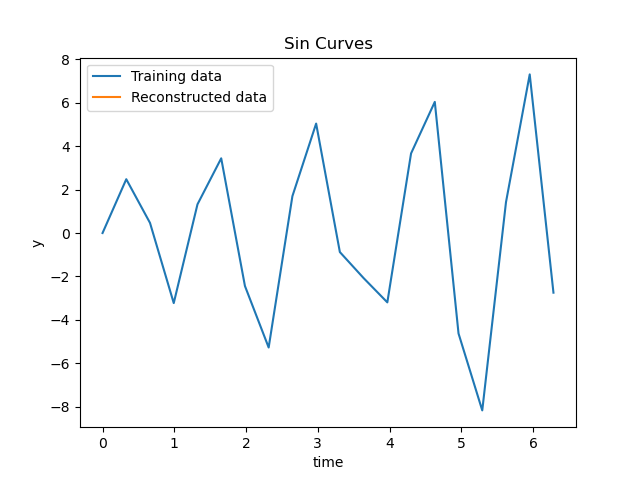 Sin Curves
Training data
Reconstructed data
8
6
4
2
0
−2
−4
−6
−8
y
0 1 2 3 4 5 6
time